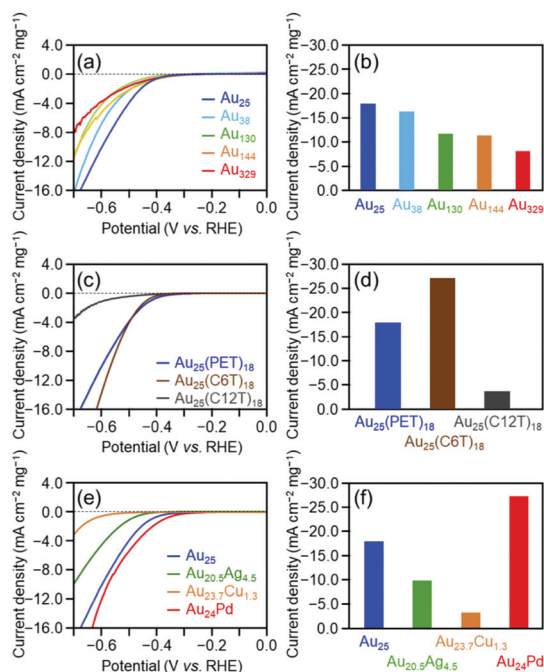 (a)
Current density (mA cm⁻² mg⁻¹)
0.0
−4.0
−8.0
−12.0
−16.0
Au₂₅
Au₃₈
Au₁₃₀
Au₁₄₄
Au₃₂₉
−0.6 −0.4 −0.2 0.0
Potential (V vs. RHE)
(b)
Current density (mA cm⁻² mg⁻¹)
−30.0
−25.0
−20.0
−15.0
−10.0
−5.0
0.0
Au₂₅ Au₃₈ Au₁₃₀ Au₁₄₄ Au₃₂₉
(c)
Current density (mA cm⁻² mg⁻¹)
0.0
−4.0
−8.0
−12.0
−16.0
Au₂₅(PET)₁₈
Au₂₅(C6T)₁₈
Au₂₅(C12T)₁₈
−0.6 −0.4 −0.2 0.0
Potential (V vs. RHE)
(d)
Current density (mA cm⁻² mg⁻¹)
−30.0
−25.0
−20.0
−15.0
−10.0
−5.0
0.0
Au₂₅(PET)₁₈ Au₂₅(C12T)₁₈
Au₂₅(C6T)₁₈
(e)
Current density (mA cm⁻² mg⁻¹)
0.0
−4.0
−8.0
−12.0
−16.0
Au₂₅
Au₂₀.₅Ag₄.₅
Au₂₃.₇Cu₁.₃
Au₂₄Pd
−0.6 −0.4 −0.2 0.0
Potential (V vs. RHE)
(f)
Current density (mA cm⁻² mg⁻¹)
−30.0
−25.0
−20.0
−15.0
−10.0
−5.0
0.0
Au₂₅ Au₂₃.₇Cu₁.₃
Au₂₀.₅Ag₄.₅ Au₂₄Pd